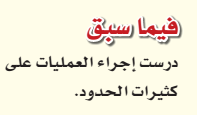 فيما سبق
درست إجراء العمليات على
كثيرات الحدود.